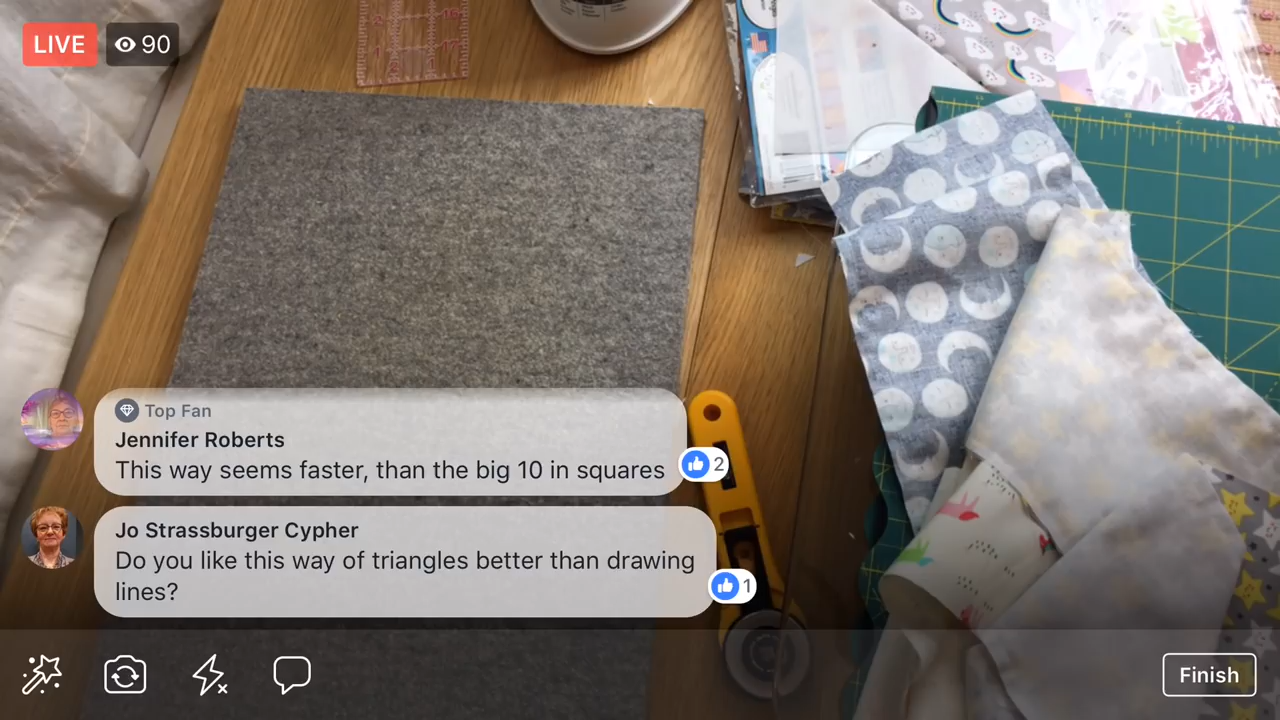 LIVE
90
Top Fan
Jennifer Roberts
This way seems faster, than the big 10 in squares
2
Jo Strassburger Cypher
Do you like this way of triangles better than drawing
lines?
1
Finish